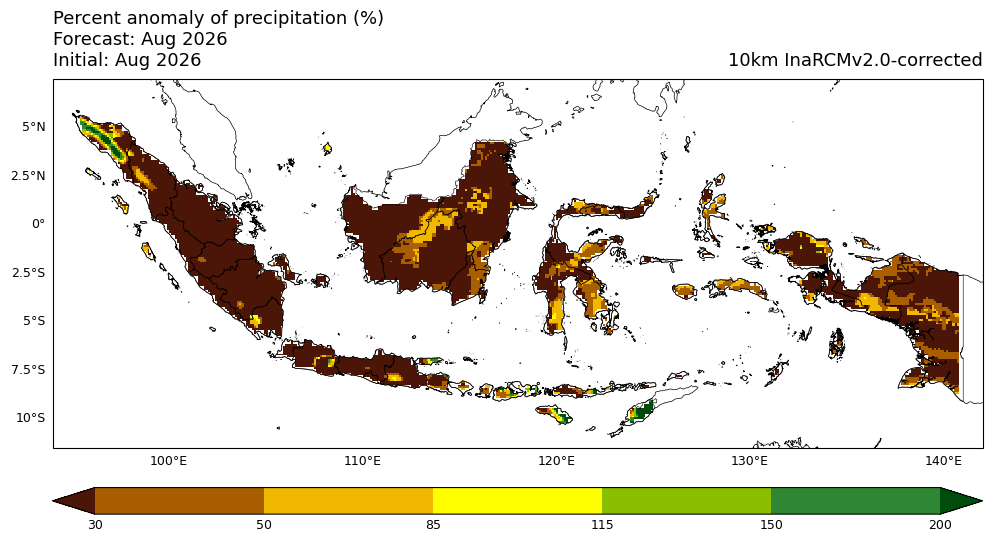 Percent anomaly of precipitation (%)
Forecast: Aug 2026
Initial: Aug 2026
10km InaRCMv2.0-corrected
5°N
2.5°N
0°
2.5°S
5°S
7.5°S
10°S
100°E 110°E 120°E 130°E 140°E
30 50 85 115 150 200